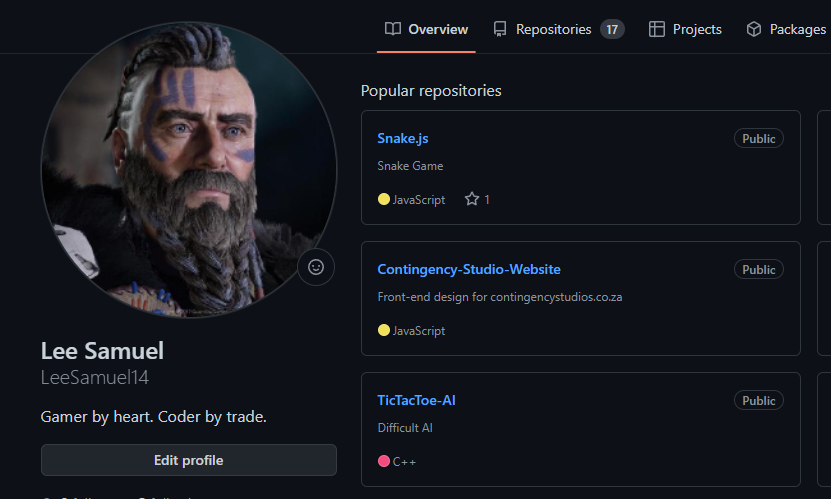 Overview
Repositories 17
Projects
Packages
Popular repositories
Snake.js
Public
Snake Game
JavaScript
1
Contingency-Studio-Website
Public
Front-end design for contingencystudios.co.za
JavaScript
TicTacToe-AI
Public
Difficult AI
C++
Lee Samuel
LeeSamuel14
Gamer by heart. Coder by trade.
Edit profile